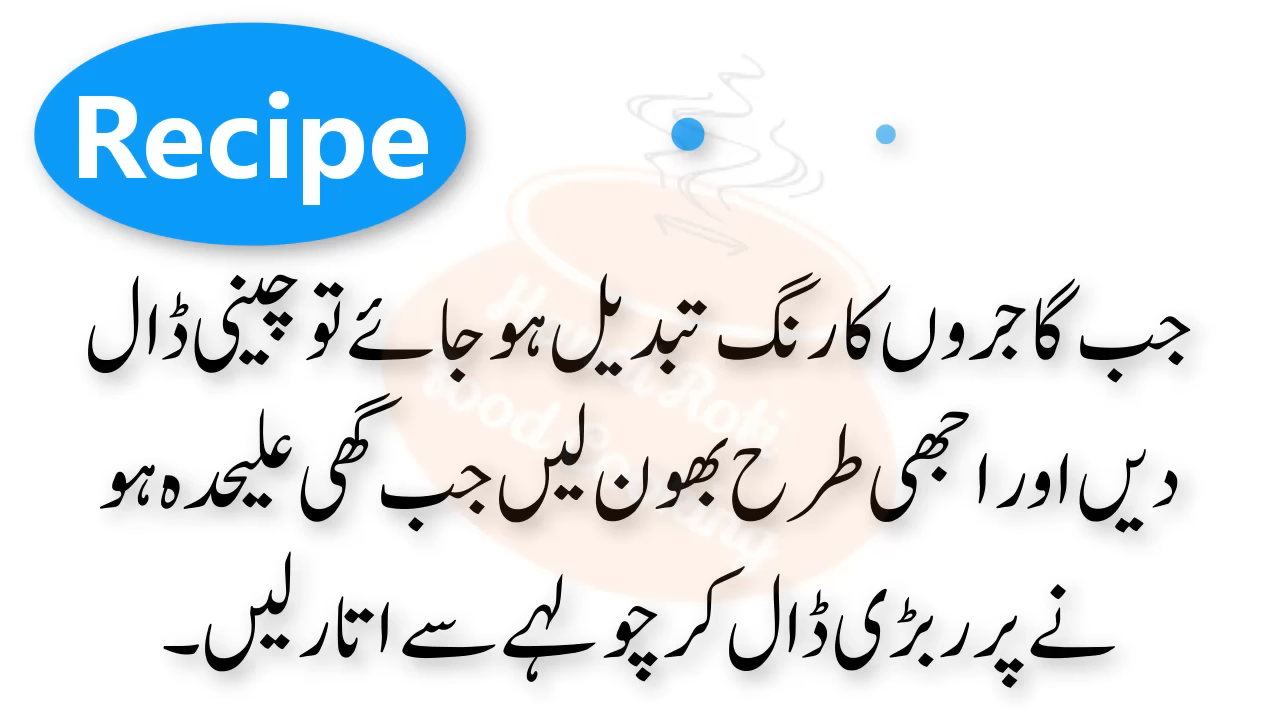 Recipe
جب گاجروں کا رنگ تبدیل ہو جائے تو چینی ڈال
دیں اور اچھی طرح بھون لیں جب گھی علیحدہ ہو
نے پر ربڑی ڈال کر چولہے سے اتار لیں۔